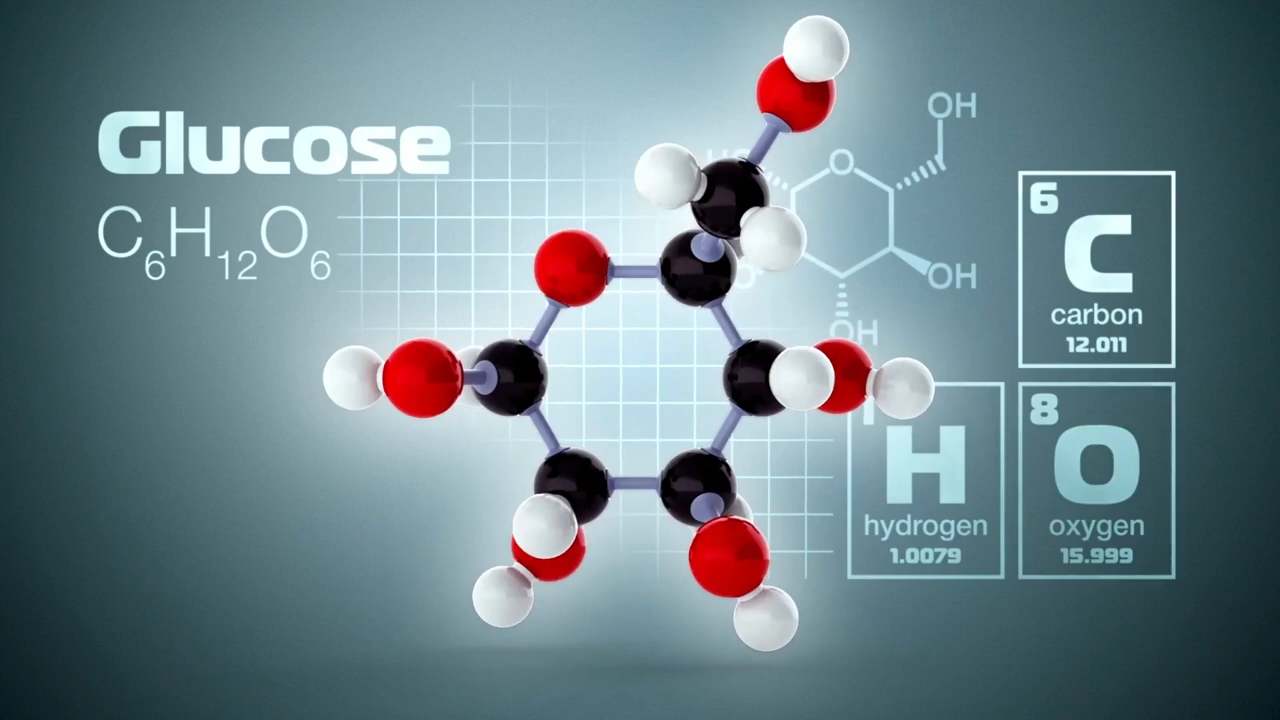 Glucose
C₆H₁₂O₆
OH
O
OH
OH
6
C
carbon
12.011
H
hydrogen
1.0079
8
O
oxygen
15.999